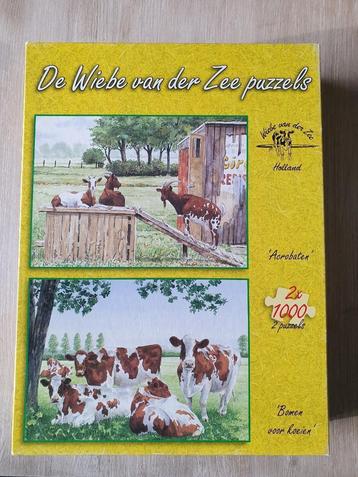 De Wiebe van der Zee puzzels
Wiebe van der Zee
Holland
'Acrobaten'
2x
1000
2 puzzels
'Bomen
voor koeien'